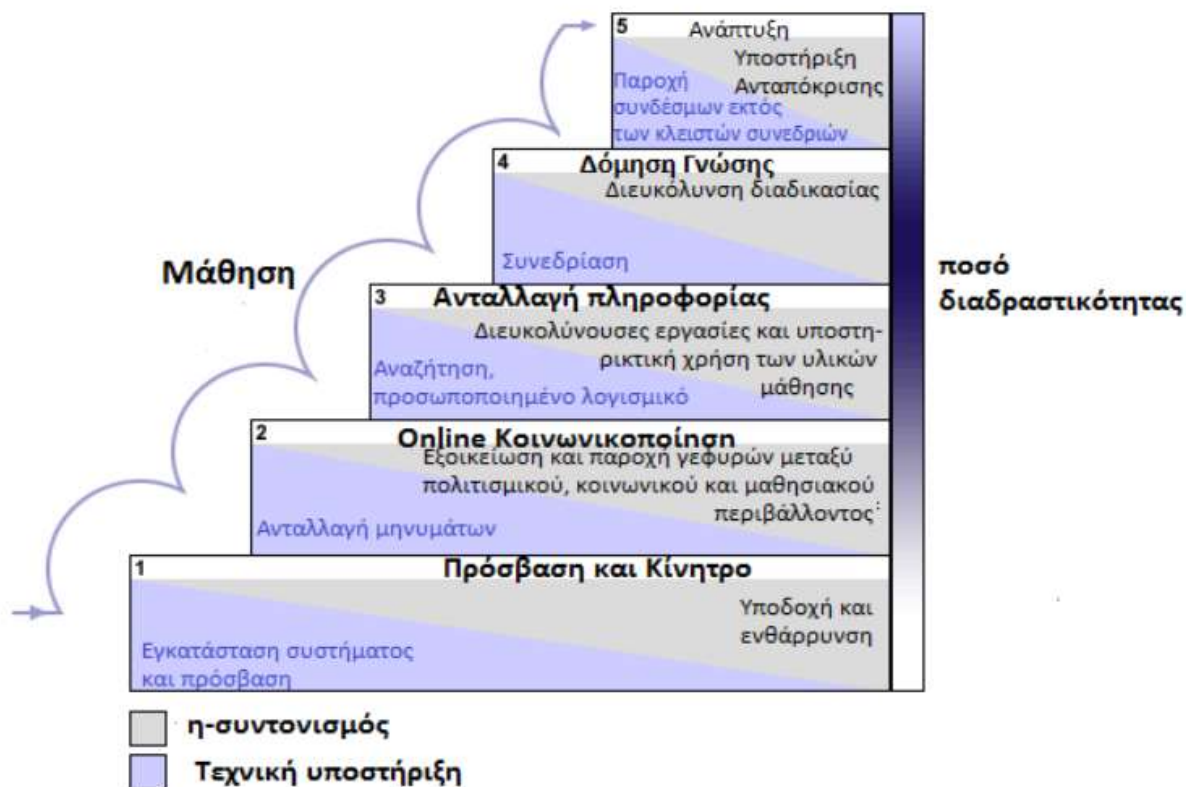 5 Ανάπτυξη
Υποστήριξη
Ανταπόκρισης
Παροχή
συνδέσμων εκτός
των κλειστών συνεδριών
4 Δόμηση Γνώσης
Διευκόλυνση διαδικασίας
Συνεδρίαση
Μάθηση
ποσό
διαδραστικότητας
3 Ανταλλαγή πληροφορίας
Διευκολύνουσες εργασίες και υποστη-
ρικτική χρήση των υλικών
μάθησης
Αναζήτηση,
προσωποποιημένο λογισμικό
2 Online Κοινωνικοποίηση
Εξοικείωση και παροχή γεφυρών μεταξύ
πολιτισμικού, κοινωνικού και μαθησιακού
περιβάλλοντος
Ανταλλαγή μηνυμάτων
1 Πρόσβαση και Κίνητρο
Υποδοχή και
ενθάρρυνση
Εγκατάσταση συστήματος
και πρόσβαση
η-συντονισμός
Τεχνική υποστήριξη